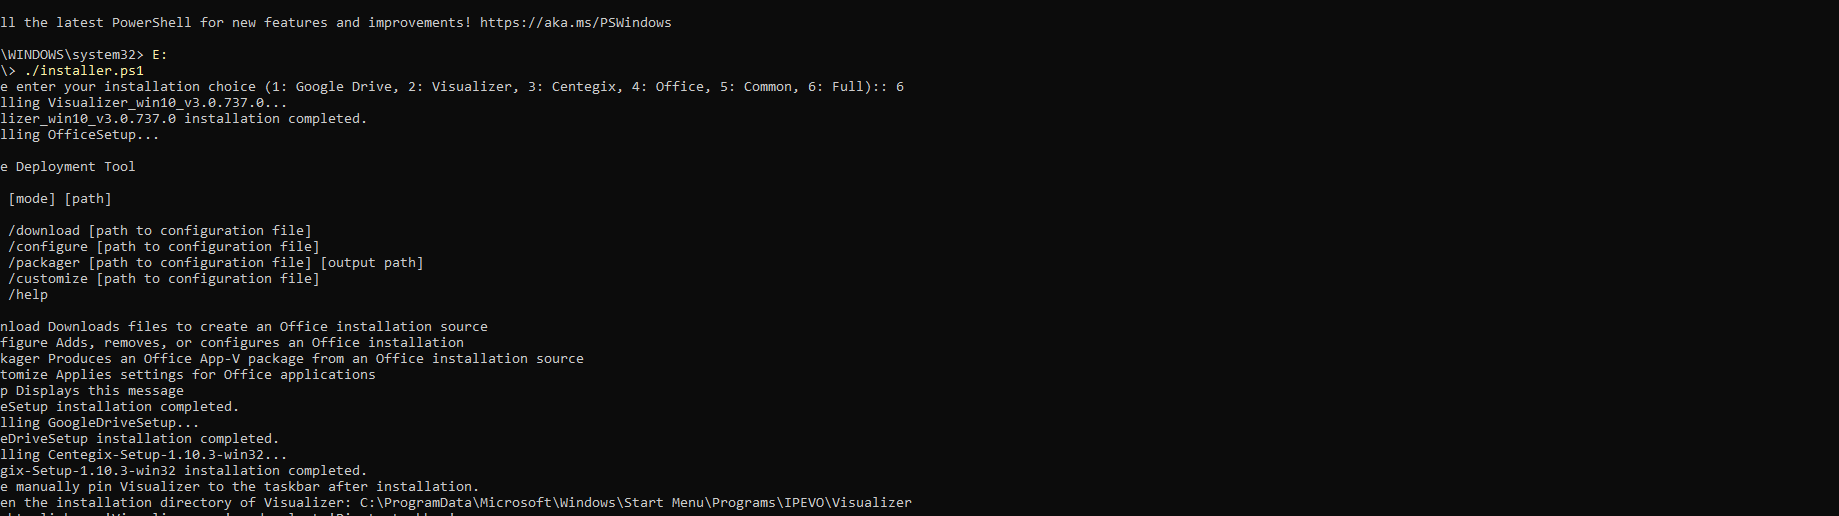 ll the latest PowerShell for new features and improvements! https://aka.ms/PSWindows
\WINDOWS\system32> E:
\> ./installer.ps1
e enter your installation choice (1: Google Drive, 2: Visualizer, 3: Centegix, 4: Office, 5: Common, 6: Full):: 6
lling Visualizer_win10_v3.0.737.0...
lizer_win10_v3.0.737.0 installation completed.
lling OfficeSetup...
e Deployment Tool
[mode] [path]
/download [path to configuration file]
/configure [path to configuration file]
/packager [path to configuration file] [output path]
/customize [path to configuration file]
/help
nload Downloads files to create an Office installation source
figure Adds, removes, or configures an Office installation
kager Produces an Office App-V package from an Office installation source
tomize Applies settings for Office applications
p Displays this message
eSetup installation completed.
lling GoogleDriveSetup...
eDriveSetup installation completed.
lling Centegix-Setup-1.10.3-win32...
gix-Setup-1.10.3-win32 installation completed.
e manually pin Visualizer to the taskbar after installation.
en the installation directory of Visualizer: C:\ProgramData\Microsoft\Windows\Start Menu\Programs\IPEVO\Visualizer